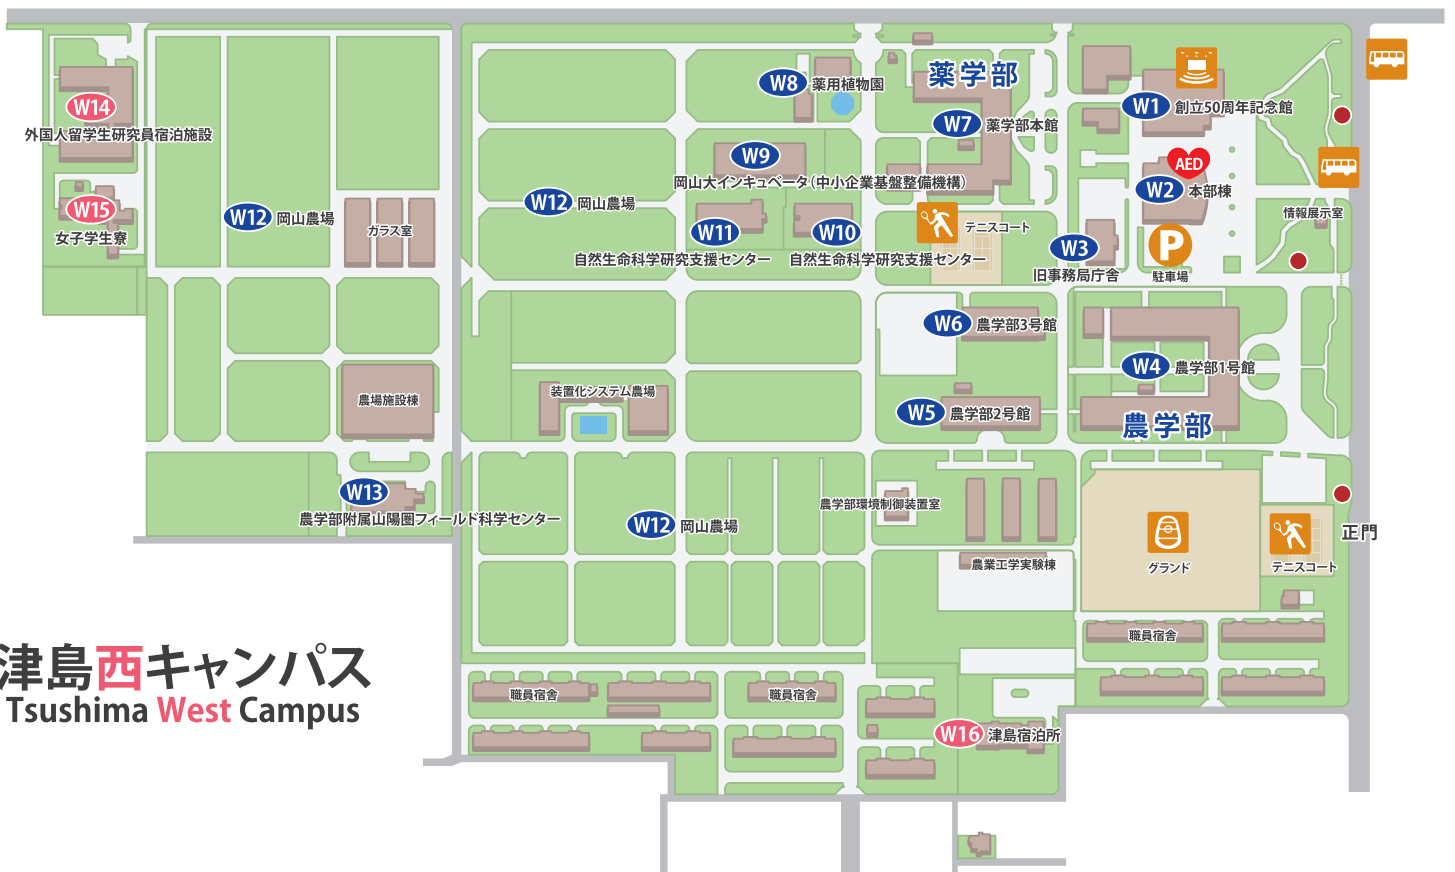 W14
外国人留学生研究員宿泊施設
W15
女子学生寮
W12 岡山農場
ガラス室
農場施設棟
W13
農学部附属山陽圏フィールド科学センター
W8 薬用植物園
W9
岡山大インキュベータ(中小企業基盤整備機構)
W12 岡山農場
W11
自然生命科学研究支援センター
W10
自然生命科学研究支援センター
薬学部
W7 薬学部本館
テニスコート
W1 創立50周年記念館
AED
W2 本部棟
W3
旧事務局庁舎
P
駐車場
情報展示室
W6 農学部3号館
W4 農学部1号館
W5 農学部2号館
農学部
装置化システム農場
W12 岡山農場
農学部環境制御装置室
農業工学実験棟
グランド
テニスコート
正門
職員宿舎
職員宿舎
職員宿舎
W16 津島宿泊所
津島西キャンパス
Tsushima West Campus